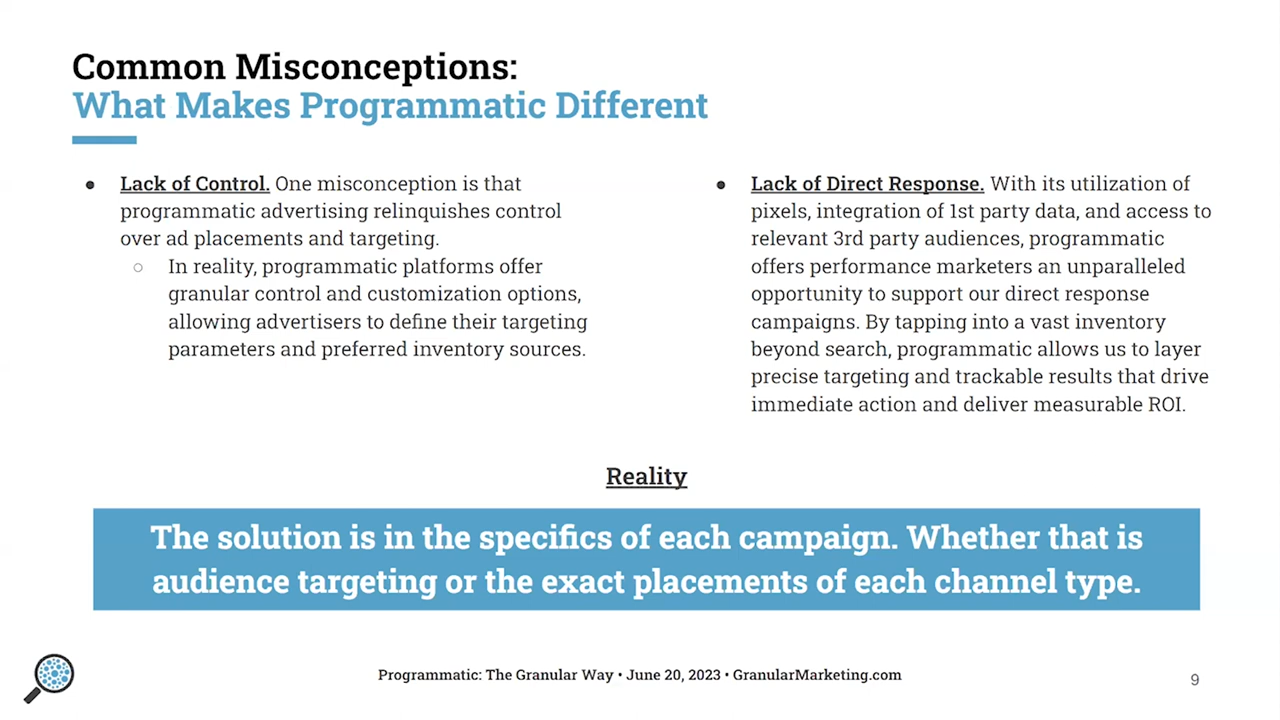 Common Misconceptions:
What Makes Programmatic Different
● Lack of Control. One misconception is that
programmatic advertising relinquishes control
over ad placements and targeting.
○ In reality, programmatic platforms offer
granular control and customization options,
allowing advertisers to define their targeting
parameters and preferred inventory sources.
● Lack of Direct Response. With its utilization of
pixels, integration of 1st party data, and access to
relevant 3rd party audiences, programmatic
offers performance marketers an unparalleled
opportunity to support our direct response
campaigns. By tapping into a vast inventory
beyond search, programmatic allows us to layer
precise targeting and trackable results that drive
immediate action and deliver measurable ROI.
Reality
The solution is in the specifics of each campaign. Whether that is
audience targeting or the exact placements of each channel type.
Programmatic: The Granular Way • June 20, 2023 • GranularMarketing.com
9